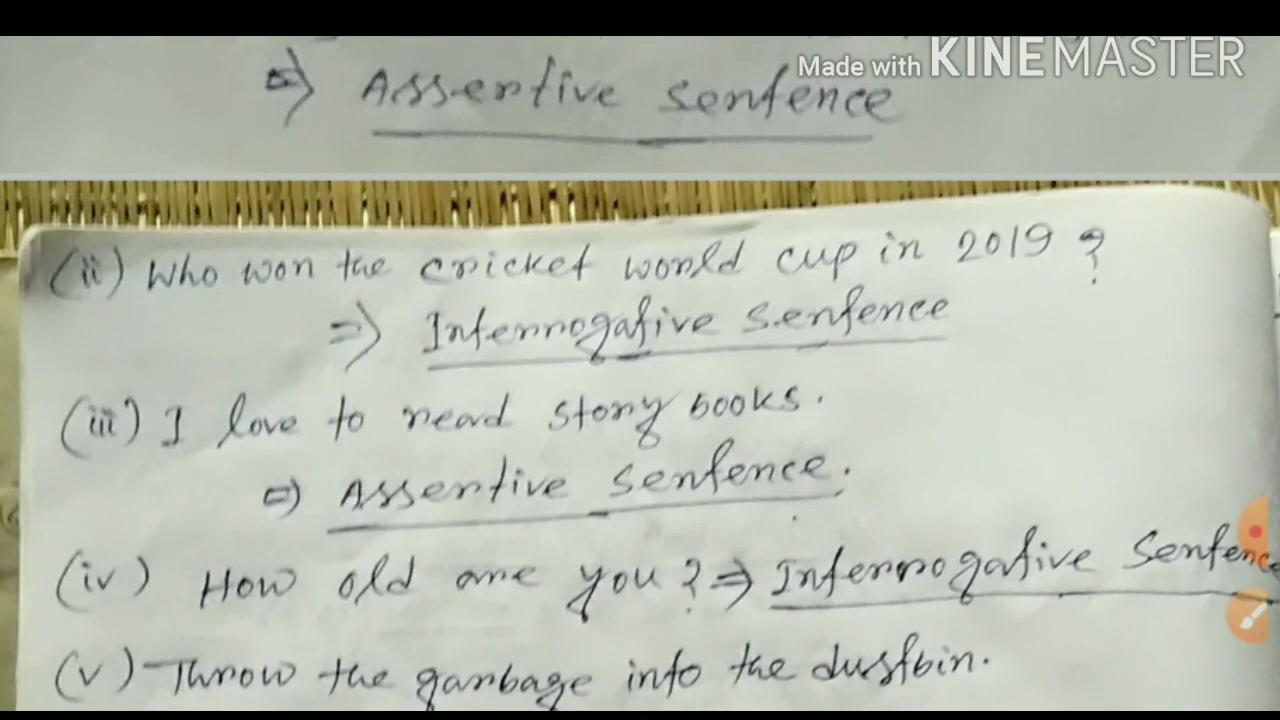 Made with KINEMASTER
=> Assertive sentence
(ii) Who won the cricket world cup in 2019 ?
=> Interrogative sentence
(iii) I love to read story books.
=> Assertive sentence.
(iv) How old are you ? => Interrogative Sentence
(v) Throw the garbage into the dustbin.